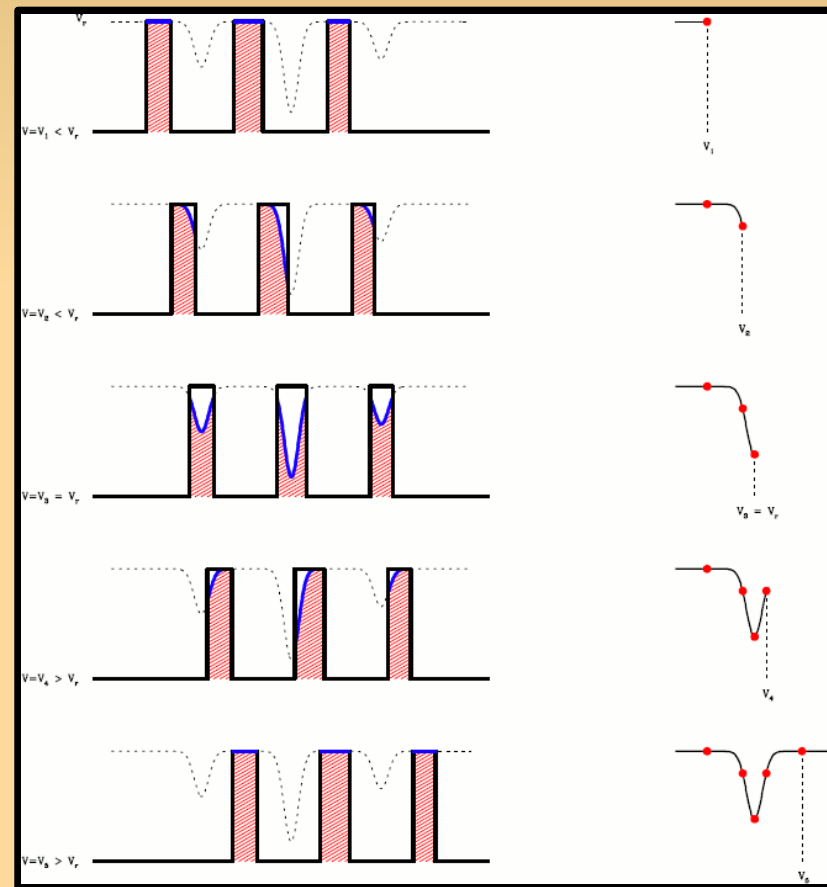 V_r
V=V_1 < V_r
V_1
V=V_2 < V_r
V_2
V=V_3 = V_r
V_3 = V_r
V=V_4 > V_r
V_4
V=V_5 > V_r
V_5